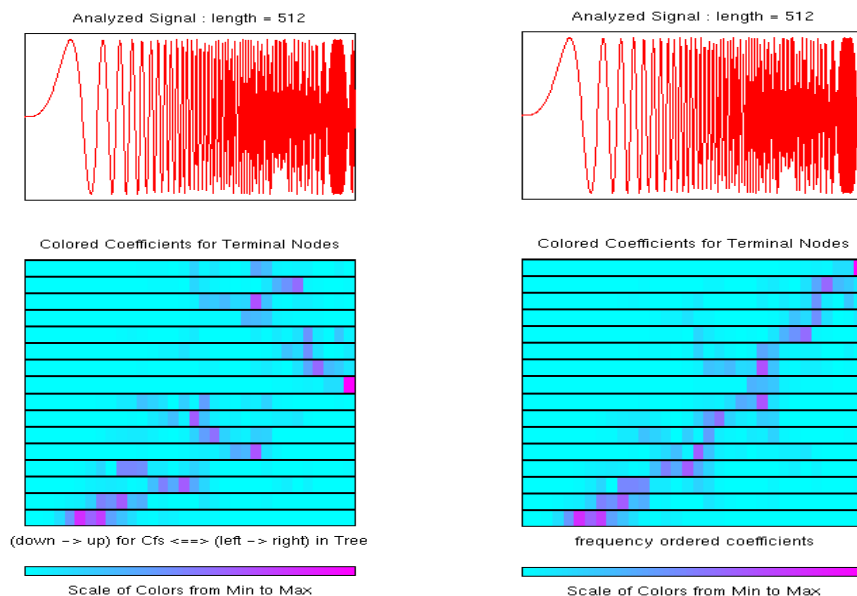 Analyzed Signal : length = 512
Colored Coefficients for Terminal Nodes
(down -> up) for Cfs <==> (left -> right) in Tree
Scale of Colors from Min to Max
Analyzed Signal : length = 512
Colored Coefficients for Terminal Nodes
frequency ordered coefficients
Scale of Colors from Min to Max